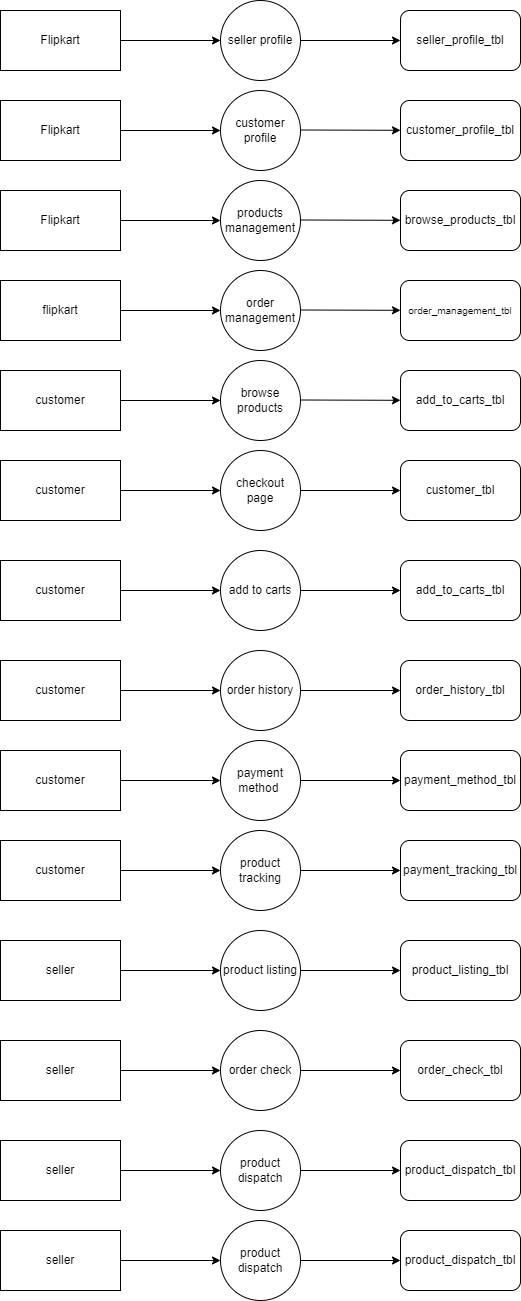 Flipkart
seller profile
seller_profile_tbl
Flipkart
customer
profile
customer_profile_tbl
Flipkart
products
management
browse_products_tbl
flipkart
order
management
order_management_tbl
customer
browse
products
add_to_carts_tbl
customer
checkout
page
customer_tbl
customer
add to carts
add_to_carts_tbl
customer
order history
order_history_tbl
customer
payment
method
payment_method_tbl
customer
product
tracking
payment_tracking_tbl
seller
product listing
product_listing_tbl
seller
order check
order_check_tbl
seller
product
dispatch
product_dispatch_tbl
seller
product
dispatch
product_dispatch_tbl